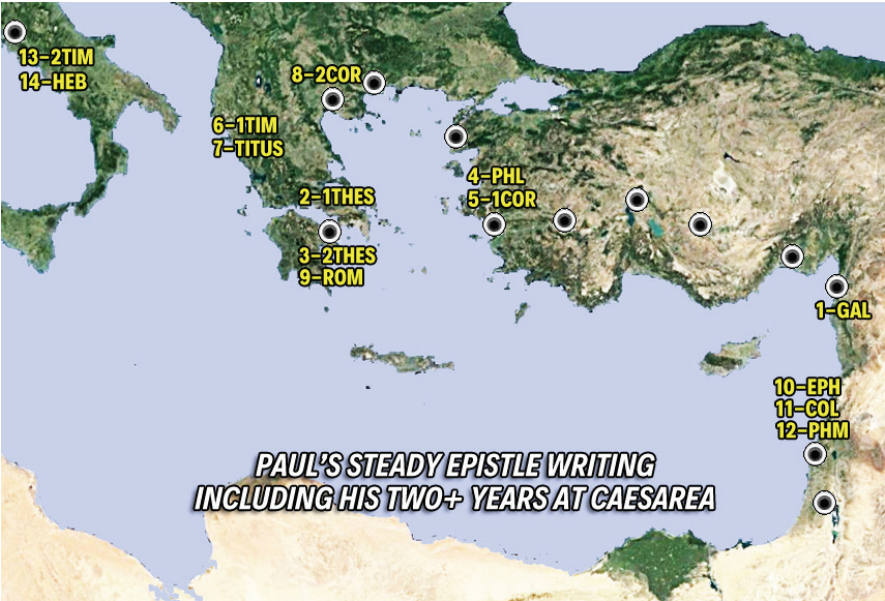 13-2TIM
14-HEB
8-2COR
6-1TIM
7-TITUS
4-PHL
5-1COR
2-1THES
3-2THES
9-ROM
1-GAL
10-EPH
11-COL
12-PHM
PAUL'S STEADY EPISTLE WRITING
INCLUDING HIS TWO+ YEARS AT CAESAREA